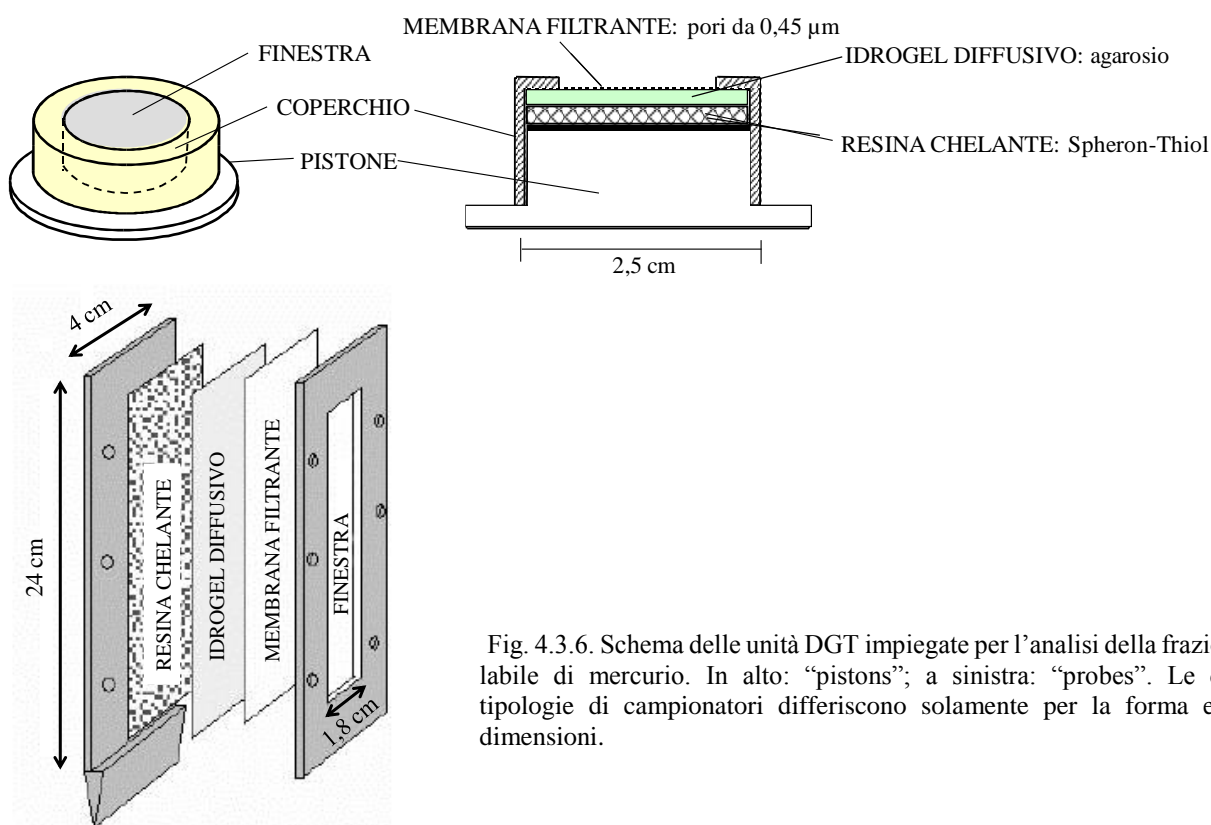 MEMBRANA FILTRANTE: pori da 0,45 µm
FINESTRA
IDROGEL DIFFUSIVO: agarosio
COPERCHIO
RESINA CHELANTE: Spheron-Thiol
PISTONE
2,5 cm
4 cm
24 cm
RESINA CHELANTE
IDROGEL DIFFUSIVO
MEMBRANA FILTRANTE
FINESTRA
1,8 cm
Fig. 4.3.6. Schema delle unità DGT impiegate per l’analisi della frazi
labile di mercurio. In alto: “pistons”; a sinistra: “probes”. Le
tipologie di campionatori differiscono solamente per la forma e
dimensioni.